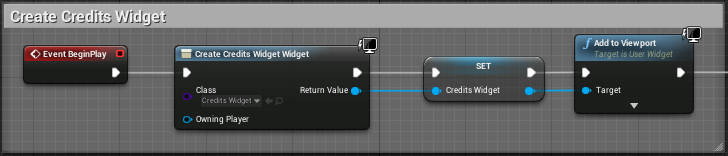 Create Credits Widget
Event BeginPlay
Create Credits Widget Widget
Class
Credits Widget
Return Value
Owning Player
SET
Credits Widget
f Add to Viewport
Target is User Widget
Target